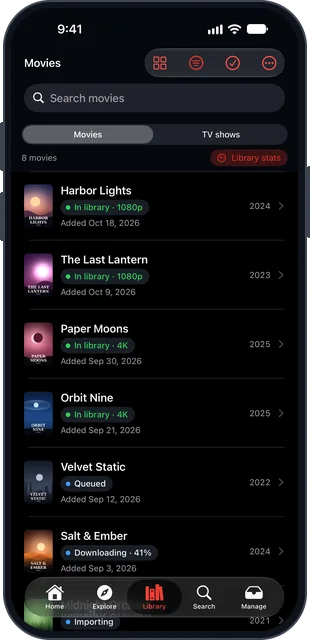 9:41
Movies
Search movies
Movies
TV shows
8 movies
Library stats
Harbor Lights
In library · 1080p
Added Oct 18, 2026
2024
HARBOR
LIGHTS
The Last Lantern
In library · 1080p
Added Oct 9, 2026
2023
THE LAST
LANTERN
Paper Moons
In library · 4K
Added Sep 30, 2026
2025
PAPER
MOONS
Orbit Nine
In library · 4K
Added Sep 21, 2026
2025
ORBIT
NINE
Velvet Static
Queued
Added Sep 12, 2026
2022
VELVET
STATIC
Salt & Ember
Downloading · 41%
Added Sep 3, 2026
2024
SALT &
EMBER
Home
Explore
Library
Search
Manage
Importing
2021